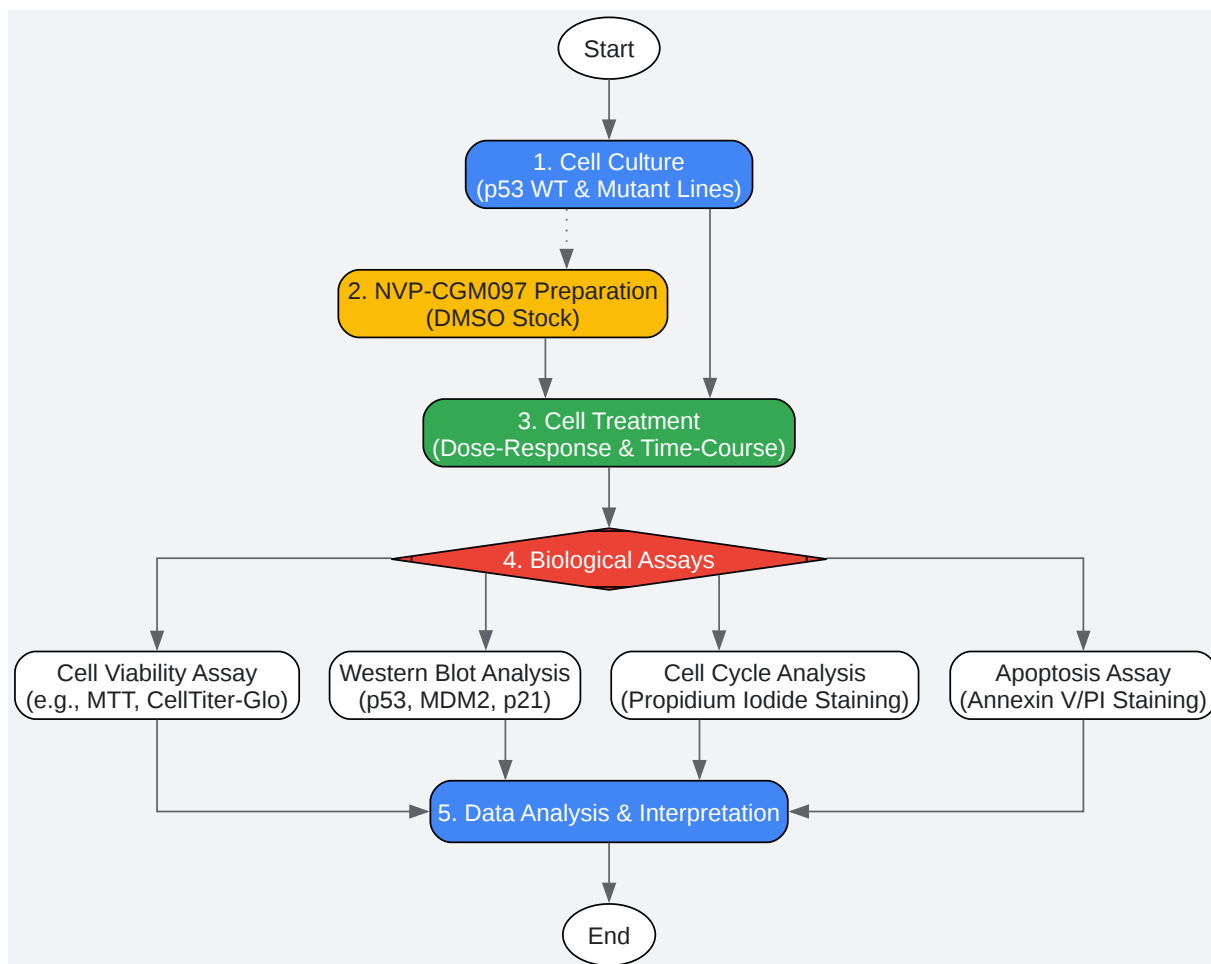 Start
1. Cell Culture
(p53 WT & Mutant Lines)
2. NVP-CGM097 Preparation
(DMSO Stock)
3. Cell Treatment
(Dose-Response & Time-Course)
4. Biological Assays
Cell Viability Assay
(e.g., MTT, CellTiter-Glo)
Western Blot Analysis
(p53, MDM2, p21)
Cell Cycle Analysis
(Propidium Iodide Staining)
Apoptosis Assay
(Annexin V/PI Staining)
5. Data Analysis & Interpretation
End